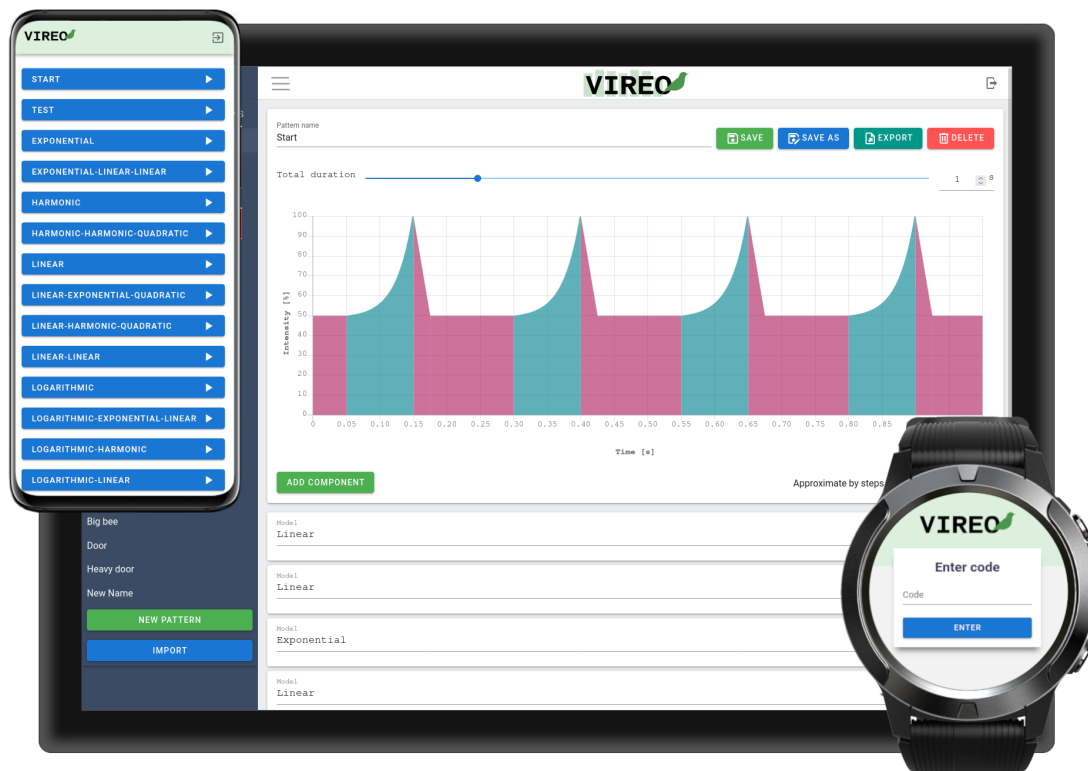 VIREO
START
TEST
EXPONENTIAL
EXPONENTIAL-LINEAR-LINEAR
HARMONIC
HARMONIC-HARMONIC-QUADRATIC
LINEAR
LINEAR-EXPONENTIAL-QUADRATIC
LINEAR-HARMONIC-QUADRATIC
LINEAR-LINEAR
LOGARITHMIC
LOGARITHMIC-EXPONENTIAL-LINEAR
LOGARITHMIC-HARMONIC
LOGARITHMIC-LINEAR
Big bee
Door
Heavy door
New Name
NEW PATTERN
IMPORT
VIREO
Pattern name
Start
SAVE
SAVE AS
EXPORT
DELETE
Total duration
1 s
100
90
80
70
60
50
40
30
20
10
0
Intensity [%]
0 0.05 0.10 0.15 0.20 0.25 0.30 0.35 0.40 0.45 0.50 0.55 0.60 0.65 0.70 0.75 0.80 0.85
Time [s]
ADD COMPONENT
Approximate by steps
Model
Linear
Model
Linear
Model
Exponential
Model
Linear
VIREO
Enter code
Code
ENTER